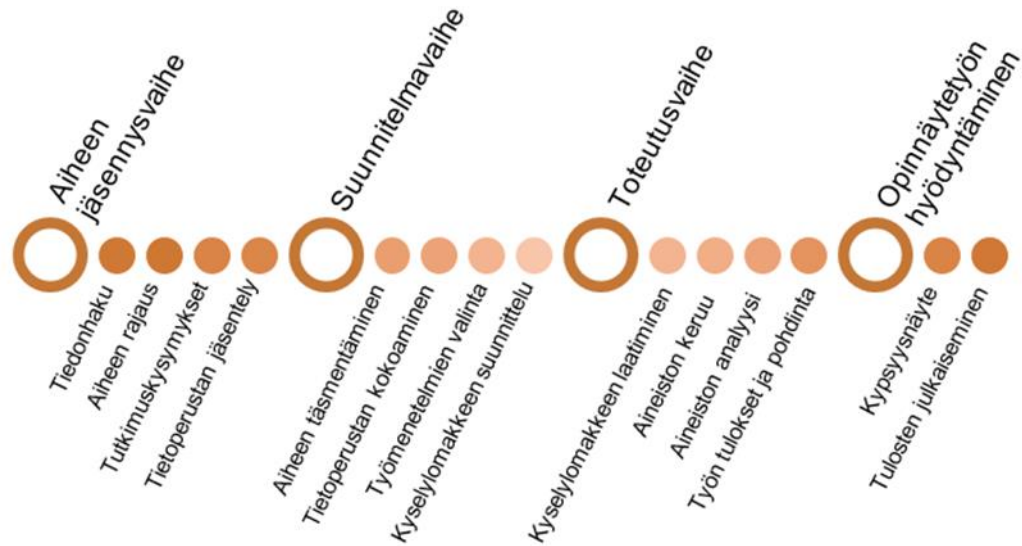 Aiheen
jäsennysvaihe
Tiedonhaku
Aiheen rajaus
Tutkimuskysymykset
Tietoperustan jäsentely
Suunnitelmavaihe
Aiheen täsmentäminen
Tietoperustan kokoaminen
Työmenetelmien valinta
Kyselylomakkeen suunnittelu
Toteutusvaihe
Kyselylomakkeen laatiminen
Aineiston keruu
Aineiston analyysi
Työn tulokset ja pohdinta
Opinnäytetyön
hyödyntäminen
Kypsyysnäyte
Tulosten julkaiseminen